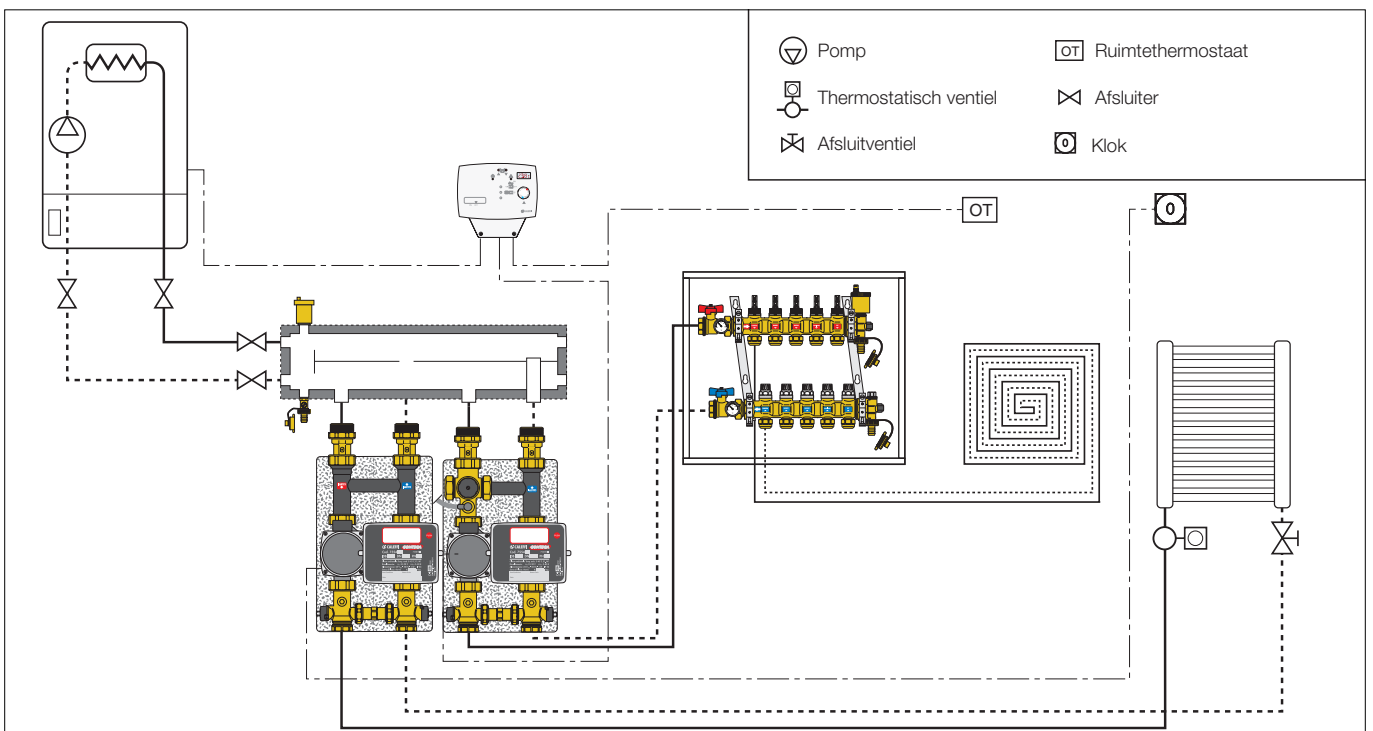 Pomp
OT Ruimtethermostaat
Thermostatisch ventiel
Afsluiter
Afsluitventiel
Klok
OT